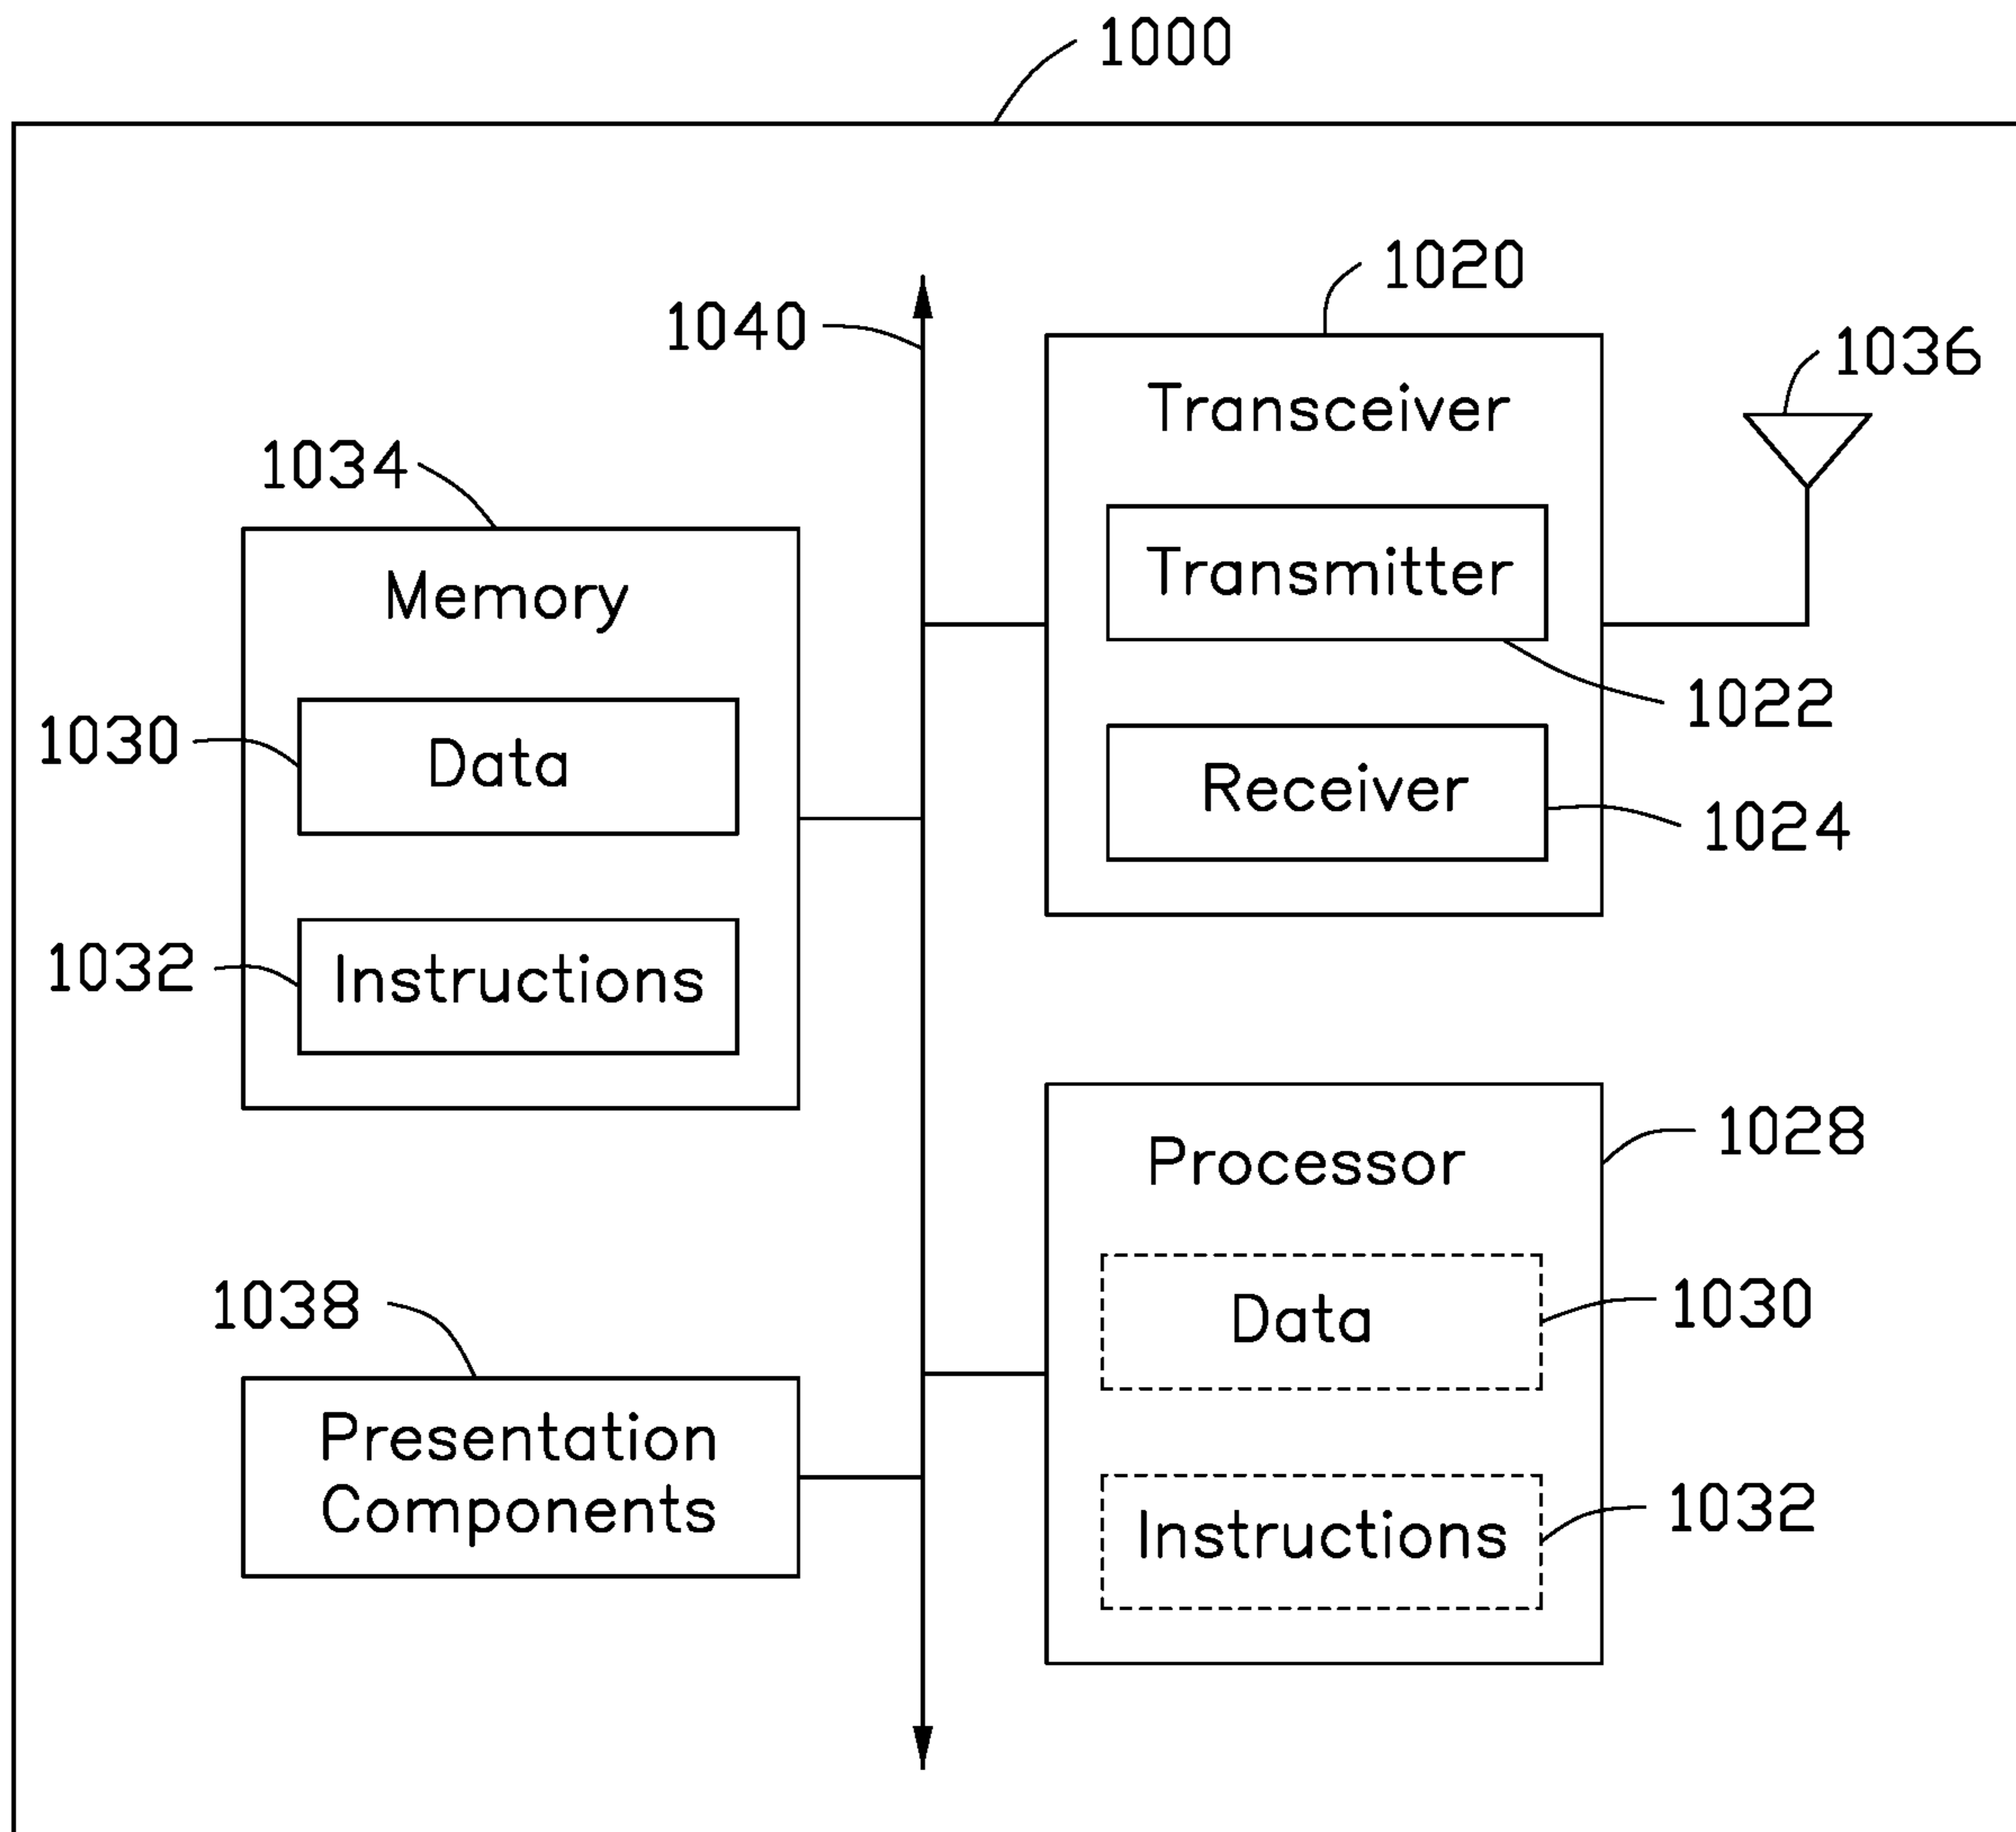 1000
1020
1040
1036
Transceiver
1034
Transmitter
Memory
1022
1030
Data
Receiver
1024
1032
Instructions
1028
Processor
1038
Data
1030
Presentation
Components
Instructions
1032